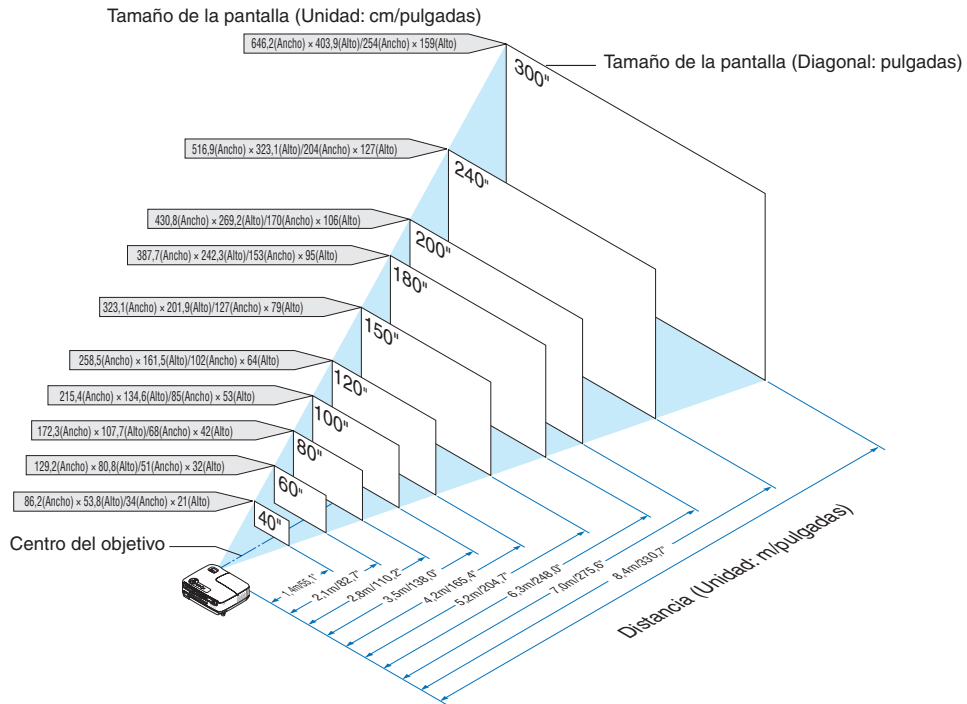 Tamaño de la pantalla (Unidad: cm/pulgadas)
646,2(Ancho) × 403,9(Alto)/254(Ancho) × 159(Alto)
300"
Tamaño de la pantalla (Diagonal: pulgadas)
516,9(Ancho) × 323,1(Alto)/204(Ancho) × 127(Alto)
240"
430,8(Ancho) × 269,2(Alto)/170(Ancho) × 106(Alto)
200"
387,7(Ancho) × 242,3(Alto)/153(Ancho) × 95(Alto)
180"
323,1(Ancho) × 201,9(Alto)/127(Ancho) × 79(Alto)
150"
258,5(Ancho) × 161,5(Alto)/102(Ancho) × 64(Alto)
120"
215,4(Ancho) × 134,6(Alto)/85(Ancho) × 53(Alto)
100"
172,3(Ancho) × 107,7(Alto)/68(Ancho) × 42(Alto)
80"
129,2(Ancho) × 80,8(Alto)/51(Ancho) × 32(Alto)
60"
86,2(Ancho) × 53,8(Alto)/34(Ancho) × 21(Alto)
40"
Centro del objetivo
1,4m/55,1"
2,1m/82,7"
2,8m/110,2"
3,5m/138,0"
4,2m/165,4"
5,2m/204,7"
6,3m/248,0"
7,0m/275,6"
8,4m/330,7"
Distancia (Unidad: m/pulgadas)